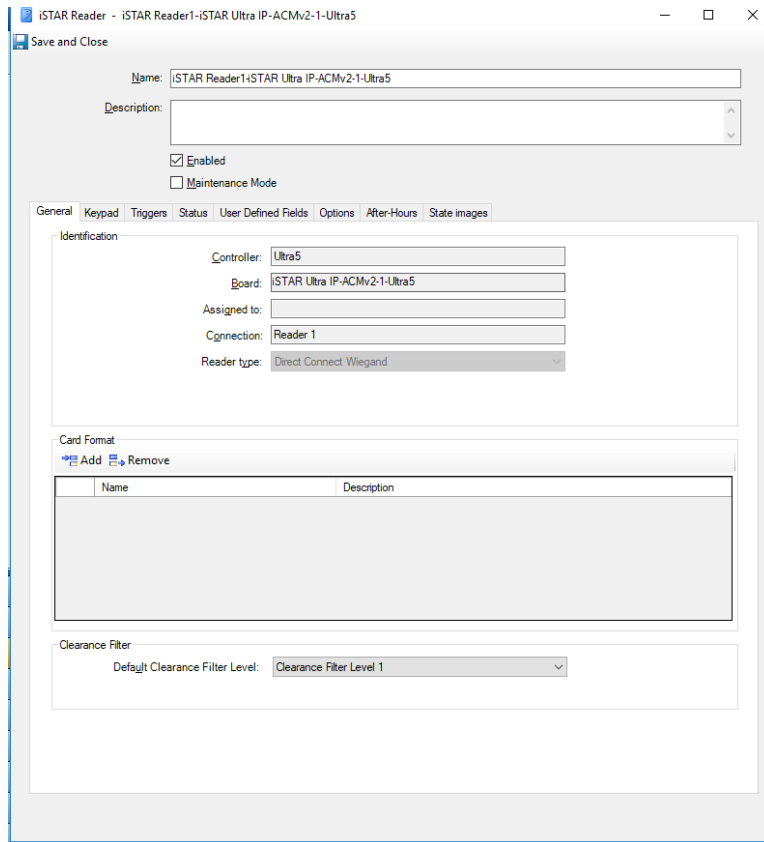 iSTAR Reader - iSTAR Reader1-iSTAR Ultra IP-ACMv2-1-Ultra5
Save and Close
Name: iSTAR Reader1-iSTAR Ultra IP-ACMv2-1-Ultra5
Description:
Enabled
Maintenance Mode
General Keypad Triggers Status User Defined Fields Options After-Hours State images
Identification
Controller: Ultra5
Board: iSTAR Ultra IP-ACMv2-1-Ultra5
Assigned to:
Connection: Reader 1
Reader type: Direct Connect Wiegand
Card Format
Add Remove
Name Description
Clearance Filter
Default Clearance Filter Level: Clearance Filter Level 1